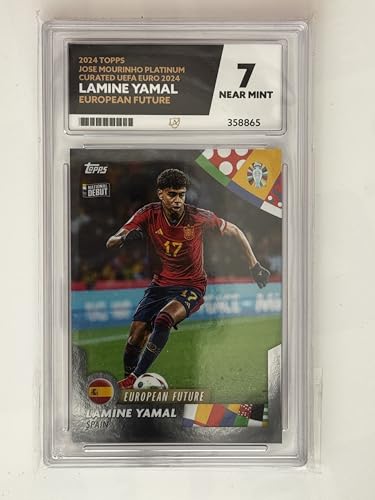 2024 TOPPS
JOSE MOURINHO PLATINUM
CURATED UEFA EURO 2024
LAMINE YAMAL
EUROPEAN FUTURE
7
NEAR MINT
358865
Topps
NATIONAL
DEBUT
17
17
EUROPEAN FUTURE
LAMINE YAMAL
SPAIN